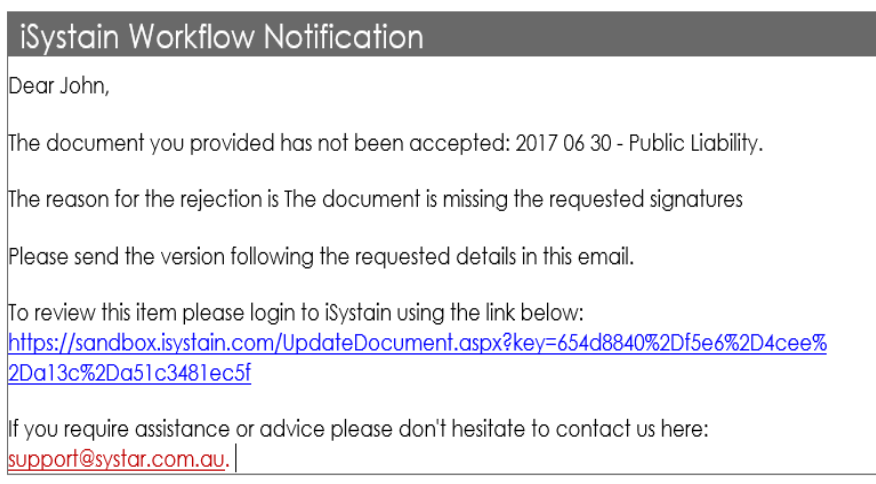 iSystain Workflow Notification
Dear John,
The document you provided has not been accepted: 2017 06 30 - Public Liability.
The reason for the rejection is The document is missing the requested signatures
Please send the version following the requested details in this email.
To review this item please login to iSystain using the link below:
https://sandbox.isystain.com/UpdateDocument.aspx?key=654d8840%2Df5e6%2D4cee%
2Da13c%2Da51c3481ec5f
If you require assistance or advice please don't hesitate to contact us here:
support@systar.com.au.